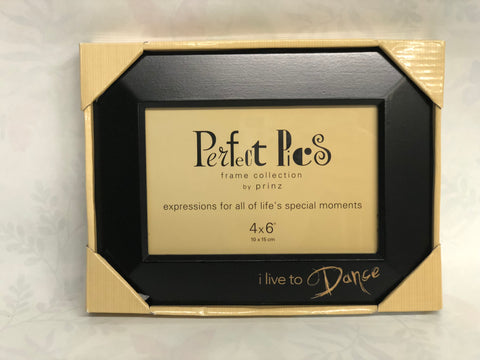 Perfect Pics
frame collection
by prinz
expressions for all of life's special moments
4x6"
10 x 15 cm
i live to Dance